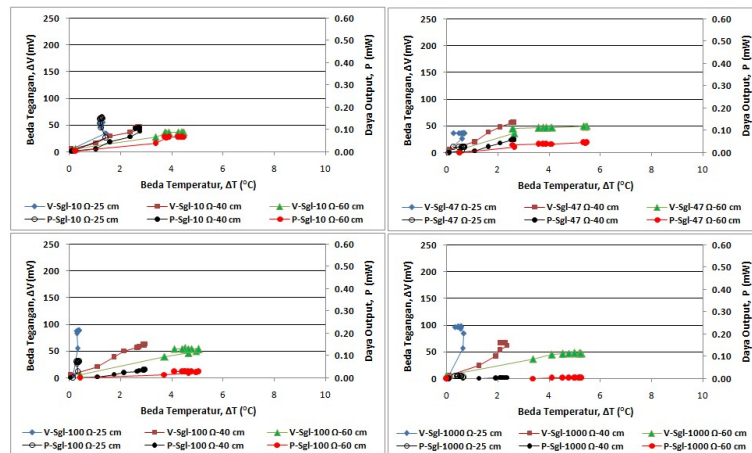 250
200
150
100
50
0
0.60
0.50
0.40
0.30
0.20
0.10
0.00
0 2 4 6 8 10
Beda Tegangan, ΔV (mV)
Daya Output, P (mW)
Beda Temperatur, ΔT (°C)
V-Sgl-10 Ω-25 cm V-Sgl-10 Ω-40 cm V-Sgl-10 Ω-60 cm
P-Sgl-10 Ω-25 cm P-Sgl-10 Ω-40 cm P-Sgl-10 Ω-60 cm
250
200
150
100
50
0
0.60
0.50
0.40
0.30
0.20
0.10
0.00
0 2 4 6 8 10
Beda Tegangan, ΔV (mV)
Daya Output, P (mW)
Beda Temperatur, ΔT (°C)
V-Sgl-47 Ω-25 cm V-Sgl-47 Ω-40 cm V-Sgl-47 Ω-60 cm
P-Sgl-47 Ω-25 cm P-Sgl-47 Ω-40 cm P-Sgl-47 Ω-60 cm
250
200
150
100
50
0
0.60
0.50
0.40
0.30
0.20
0.10
0.00
0 2 4 6 8 10
Beda Tegangan, ΔV (mV)
Daya Output, P (mW)
Beda Temperatur, ΔT (°C)
V-Sgl-100 Ω-25 cm V-Sgl-100 Ω-40 cm V-Sgl-100 Ω-60 cm
P-Sgl-100 Ω-25 cm P-Sgl-100 Ω-40 cm P-Sgl-100 Ω-60 cm
250
200
150
100
50
0
0.60
0.50
0.40
0.30
0.20
0.10
0.00
0 2 4 6 8 10
Beda Tegangan, ΔV (mV)
Daya Output, P (mW)
Beda Temperatur, ΔT (°C)
V-Sgl-1000 Ω-25 cm V-Sgl-1000 Ω-40 cm V-Sgl-1000 Ω-60 cm
P-Sgl-1000 Ω-25 cm P-Sgl-1000 Ω-40 cm P-Sgl-1000 Ω-60 cm